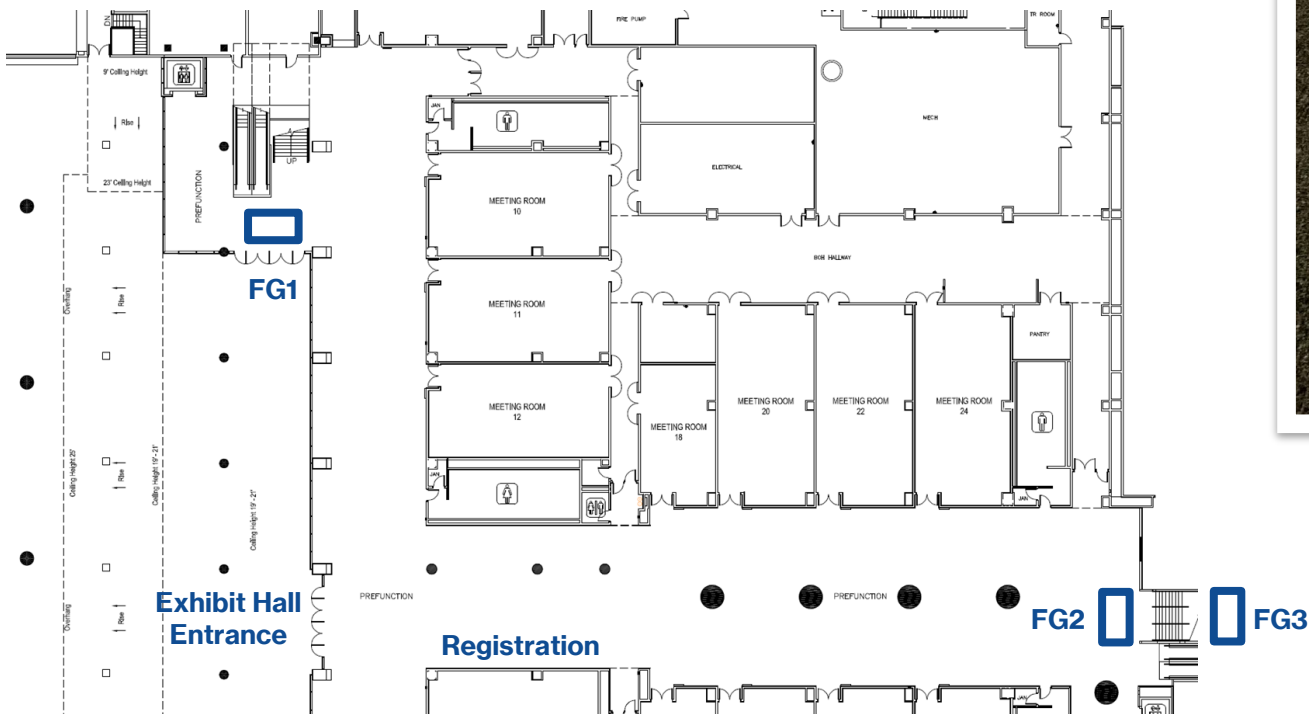 FIRE PUMP
TR ROOM
DN
9' Ceiling Height
Rise
JAN
MECH
UP
ELECTRICAL
23' Ceiling Height
PREFUNCTION
MEETING ROOM
10
FG1
BOH HALLWAY
Overhang
Rise
MEETING ROOM
11
PANTRY
MEETING ROOM
12
MEETING ROOM
18
MEETING ROOM
20
MEETING ROOM
22
MEETING ROOM
24
Ceiling Height 25'
Rise
Ceiling Height 19' - 21'
Ceiling Height 19' - 21'
JAN
JAN
Exhibit Hall
Entrance
PREFUNCTION
PREFUNCTION
Overhang
Rise
Registration
FG2
FG3
JAN